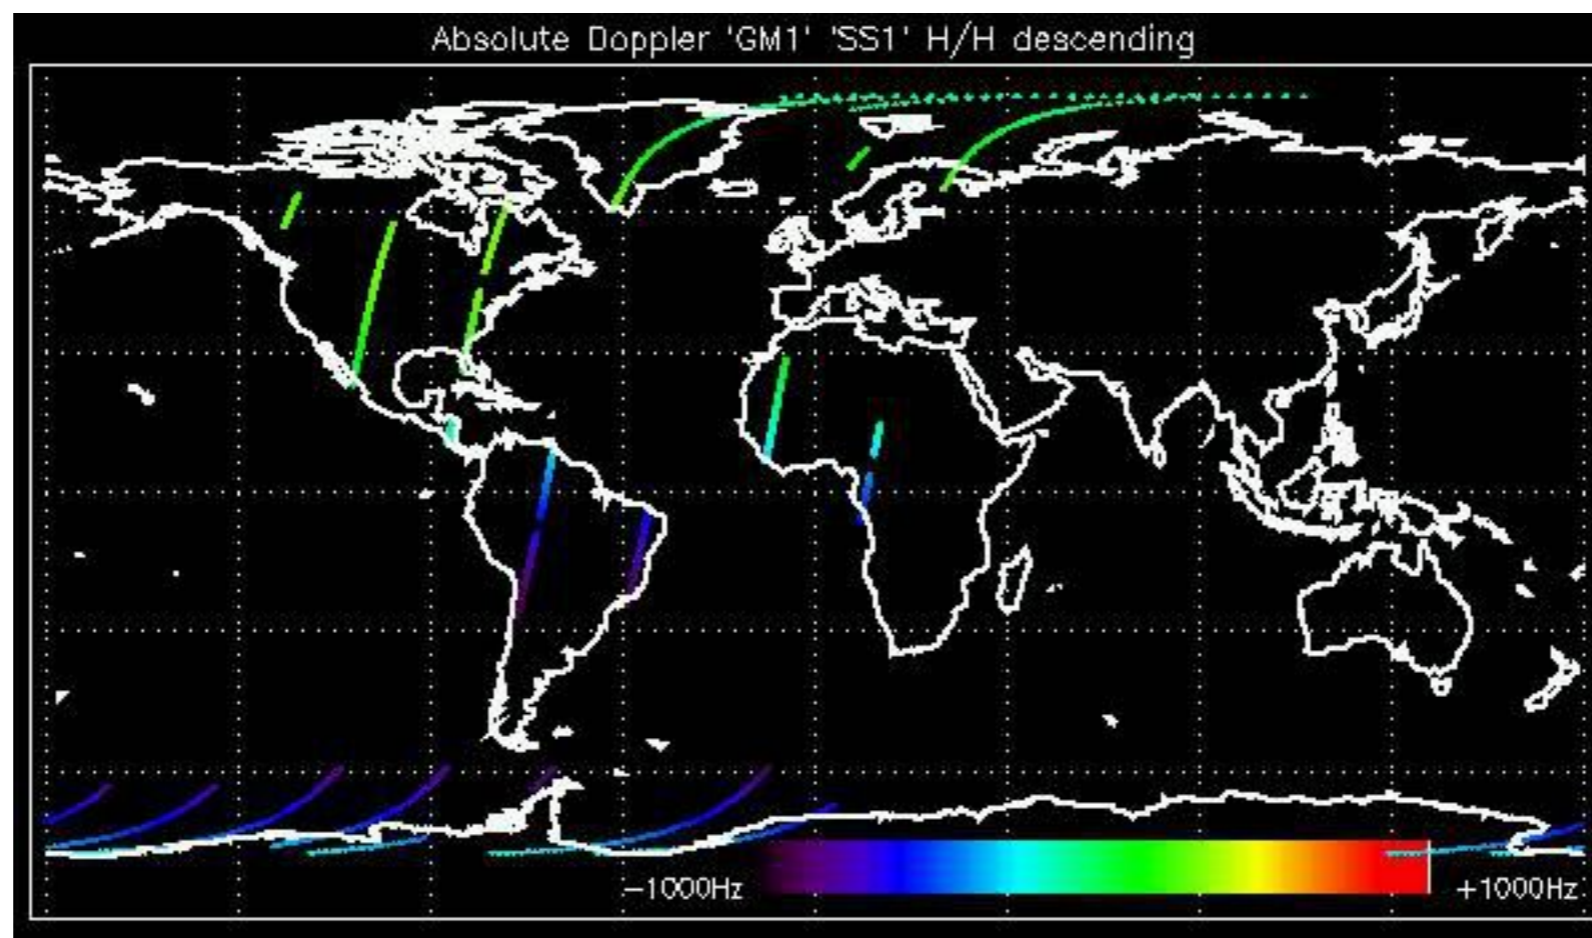 Absolute Doppler 'GM1' 'SS1' H/H descending
−1000Hz
+1000Hz